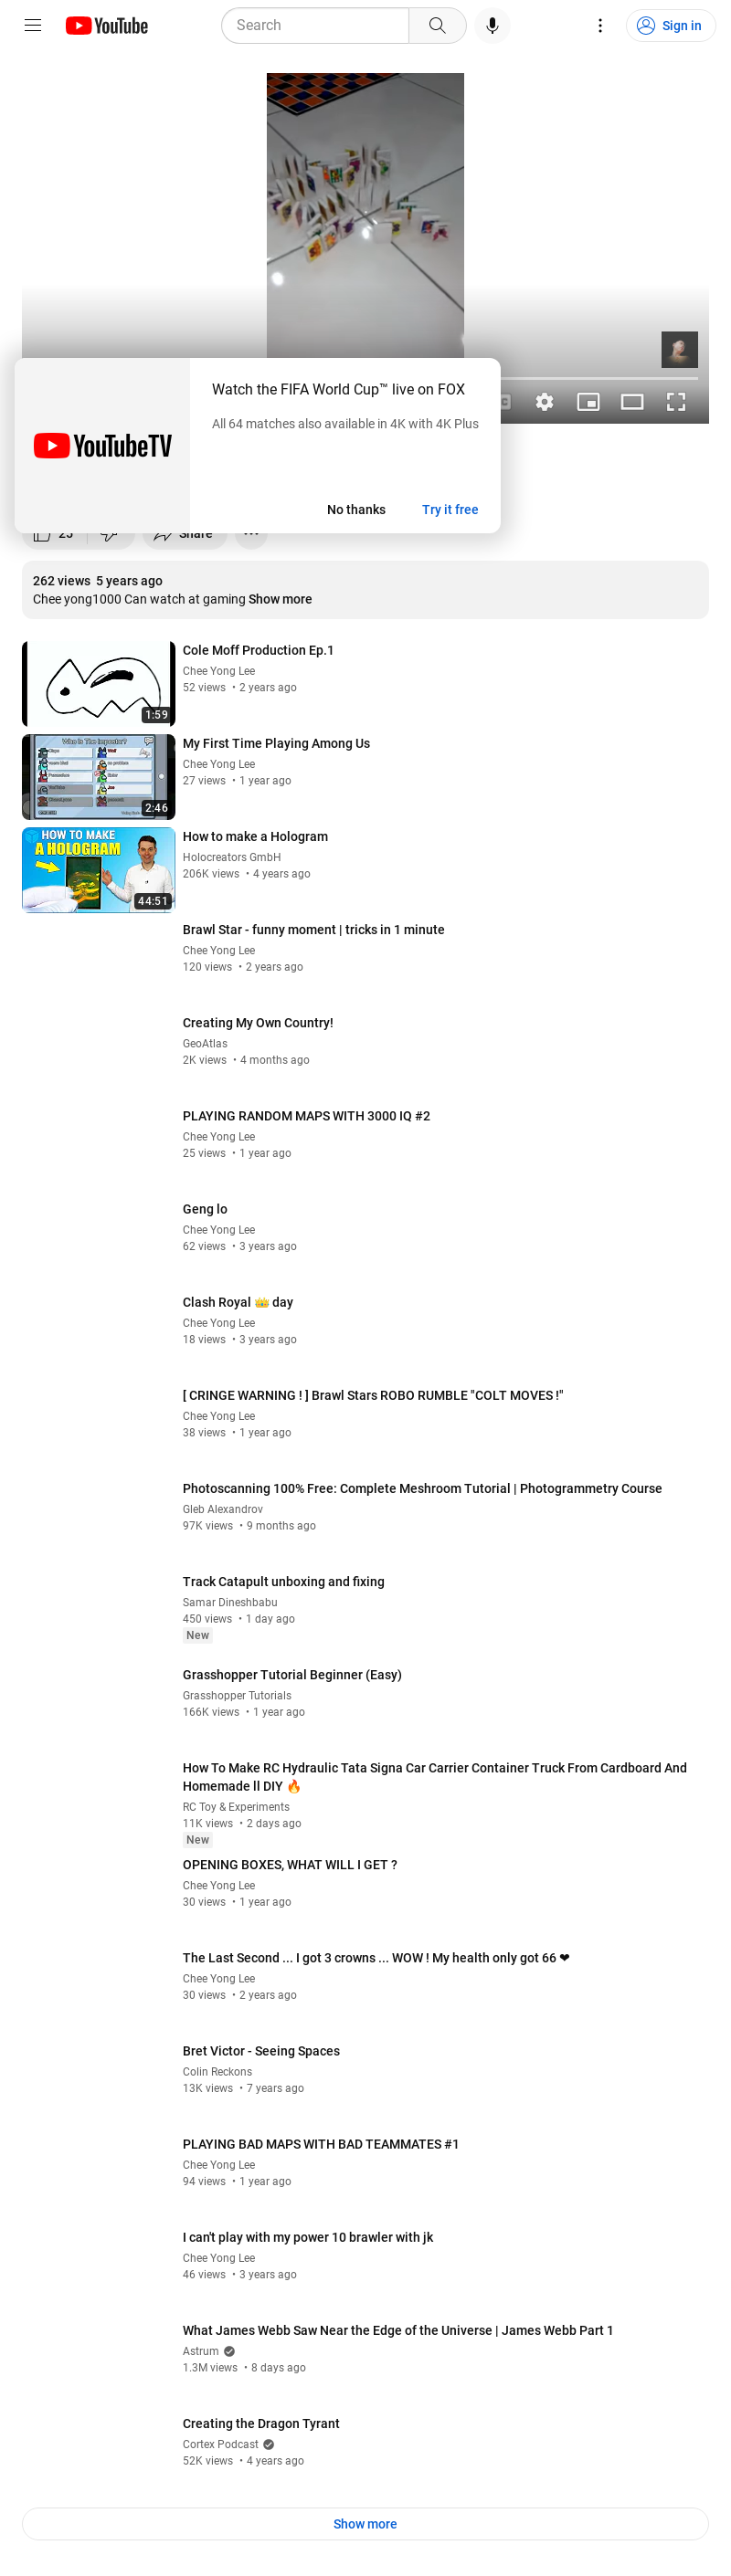 YouTube
Search
Sign in
Watch the FIFA World Cup™ live on FOX
All 64 matches also available in 4K with 4K Plus
YouTubeTV
No thanks
Try it free
25
Share
262 views 5 years ago
Chee yong1000 Can watch at gaming Show more
Cole Moff Production Ep.1
Chee Yong Lee
52 views • 2 years ago
1:59
My First Time Playing Among Us
Chee Yong Lee
27 views • 1 year ago
Who Is The Impostor?
2:46
How to make a Hologram
Holocreators GmbH
206K views • 4 years ago
HOW TO MAKE
A HOLOGRAM
44:51
Brawl Star - funny moment | tricks in 1 minute
Chee Yong Lee
120 views • 2 years ago
Creating My Own Country!
GeoAtlas
2K views • 4 months ago
PLAYING RANDOM MAPS WITH 3000 IQ #2
Chee Yong Lee
25 views • 1 year ago
Geng lo
Chee Yong Lee
62 views • 3 years ago
Clash Royal 👑 day
Chee Yong Lee
18 views • 3 years ago
[ CRINGE WARNING ! ] Brawl Stars ROBO RUMBLE "COLT MOVES !"
Chee Yong Lee
38 views • 1 year ago
Photoscanning 100% Free: Complete Meshroom Tutorial | Photogrammetry Course
Gleb Alexandrov
97K views • 9 months ago
Track Catapult unboxing and fixing
Samar Dineshbabu
450 views • 1 day ago
New
Grasshopper Tutorial Beginner (Easy)
Grasshopper Tutorials
166K views • 1 year ago
How To Make RC Hydraulic Tata Signa Car Carrier Container Truck From Cardboard And
Homemade ll DIY 🔥
RC Toy & Experiments
11K views • 2 days ago
New
OPENING BOXES, WHAT WILL I GET ?
Chee Yong Lee
30 views • 1 year ago
The Last Second ... I got 3 crowns ... WOW ! My health only got 66 ❤
Chee Yong Lee
30 views • 2 years ago
Bret Victor - Seeing Spaces
Colin Reckons
13K views • 7 years ago
PLAYING BAD MAPS WITH BAD TEAMMATES #1
Chee Yong Lee
94 views • 1 year ago
I can't play with my power 10 brawler with jk
Chee Yong Lee
46 views • 3 years ago
What James Webb Saw Near the Edge of the Universe | James Webb Part 1
Astrum
1.3M views • 8 days ago
Creating the Dragon Tyrant
Cortex Podcast
52K views • 4 years ago
Show more